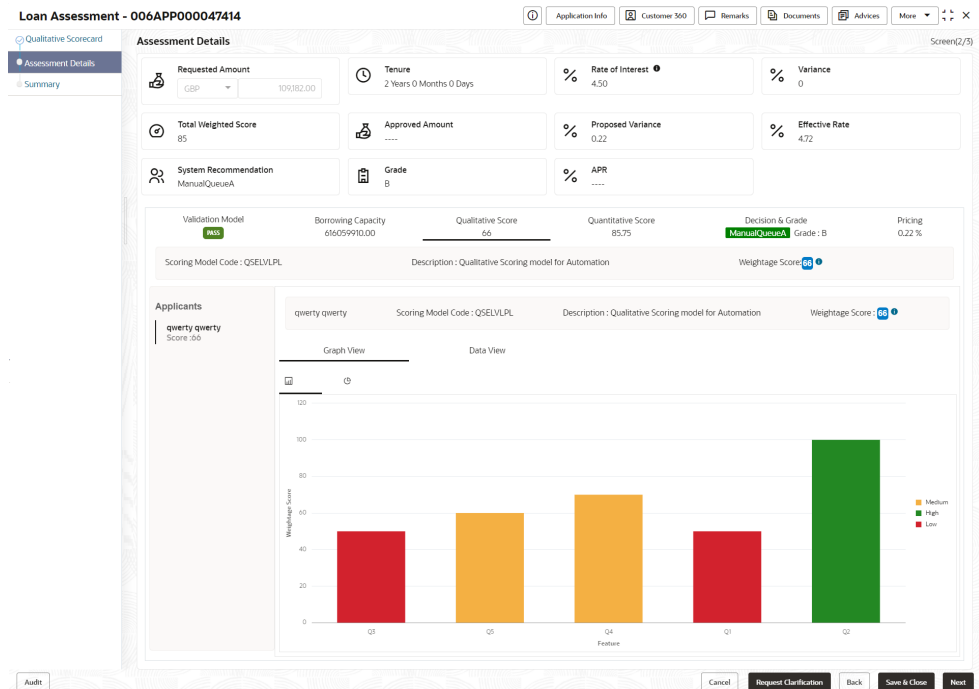 Loan Assessment - 006APP000047414
Application Info
Customer 360
Remarks
Documents
Advices
More
Qualitative Scorecard
Assessment Details
Summary
Assessment Details
Screen(2/3)
Requested Amount
GBP
109,182.00
Tenure
2 Years 0 Months 0 Days
Rate of Interest
4.50
Variance
0
Total Weighted Score
85
Approved Amount
----
Proposed Variance
0.22
Effective Rate
4.72
System Recommendation
ManualQueueA
Grade
B
APR
----
Validation Model
PASS
Borrowing Capacity
616059910.00
Qualitative Score
66
Quantitative Score
85.75
Decision & Grade
ManualQueueA Grade : B
Pricing
0.22 %
Scoring Model Code : QSELVLPL
Description : Qualitative Scoring model for Automation
Weightage Score: 66
Applicants
qwerty qwerty
Score :66
qwerty qwerty
Scoring Model Code : QSELVLPL
Description : Qualitative Scoring model for Automation
Weightage Score : 66
Graph View
Data View
120
100
80
60
40
20
0
Weightage Score
Q3
Q5
Q4
Q1
Q2
Feature
Medium
High
Low
Audit
Cancel
Request Clarification
Back
Save & Close
Next